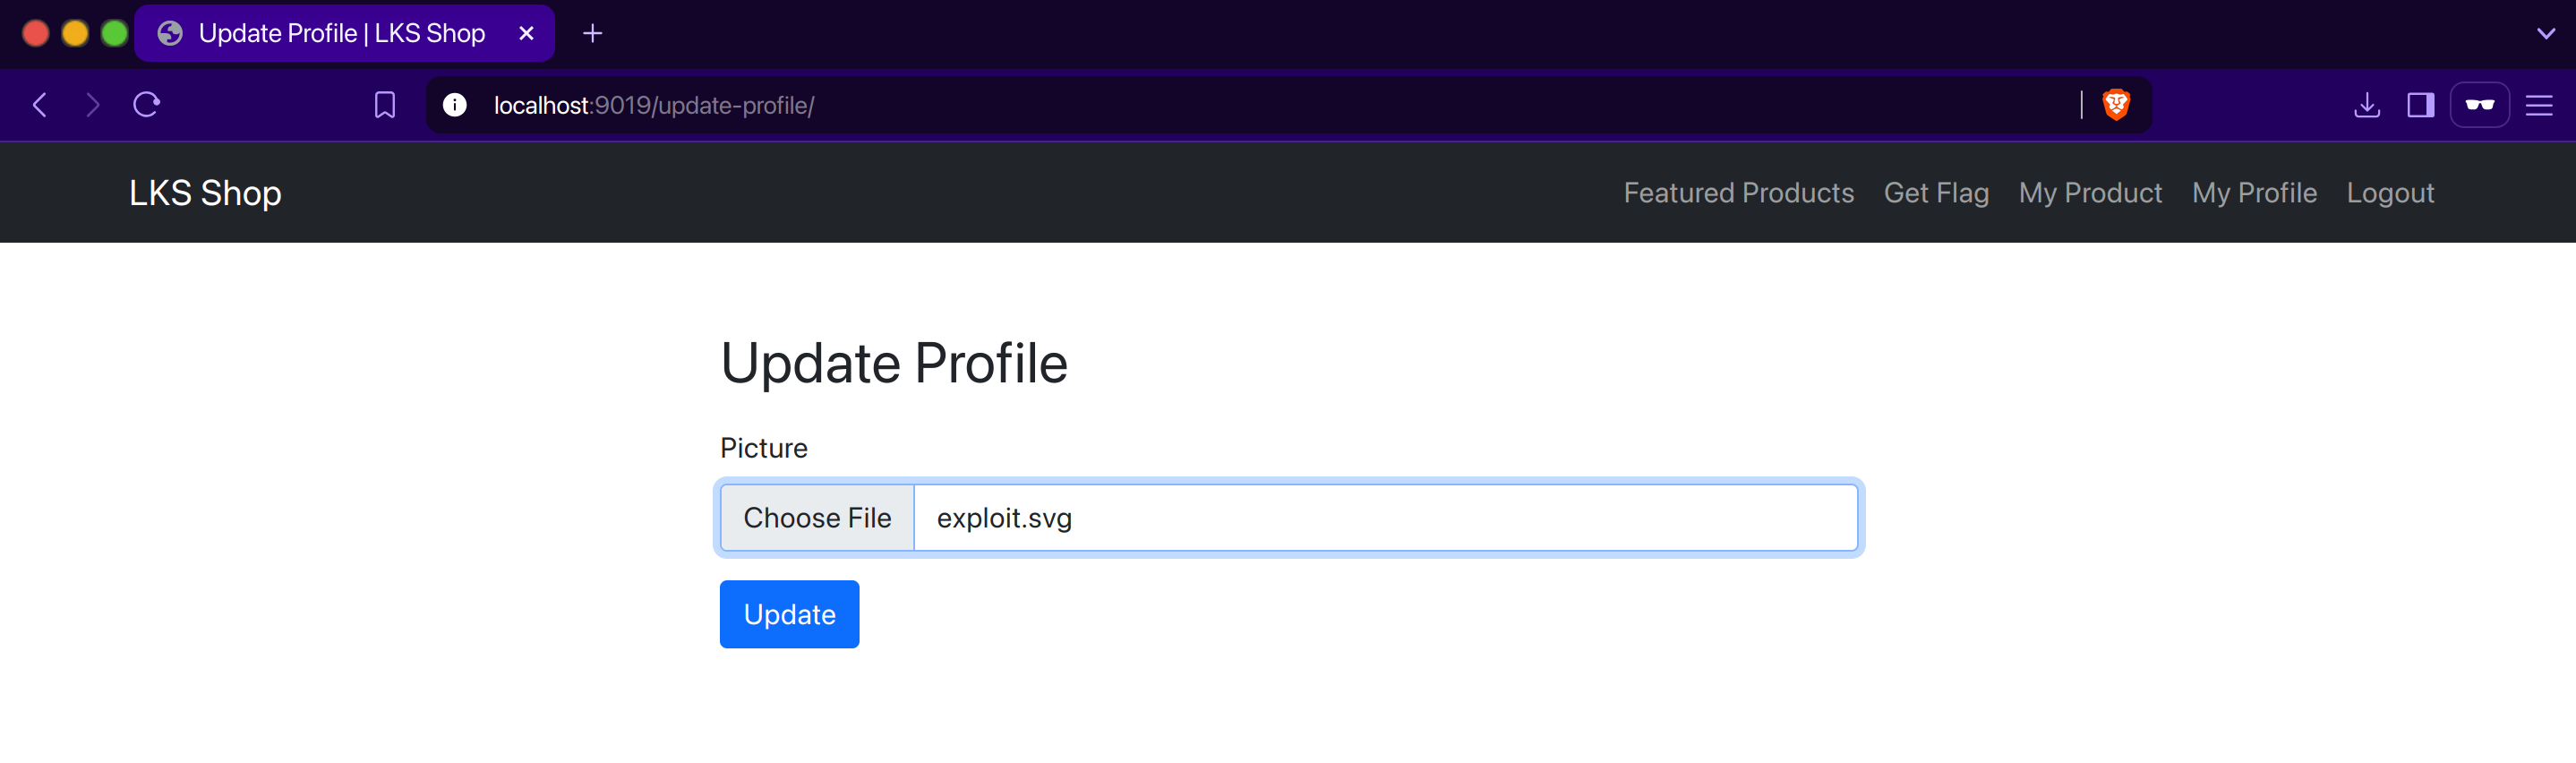 Update Profile | LKS Shop
localhost:9019/update-profile/
LKS Shop Featured Products Get Flag My Product My Profile Logout
Update Profile
Picture
Choose File exploit.svg
Update